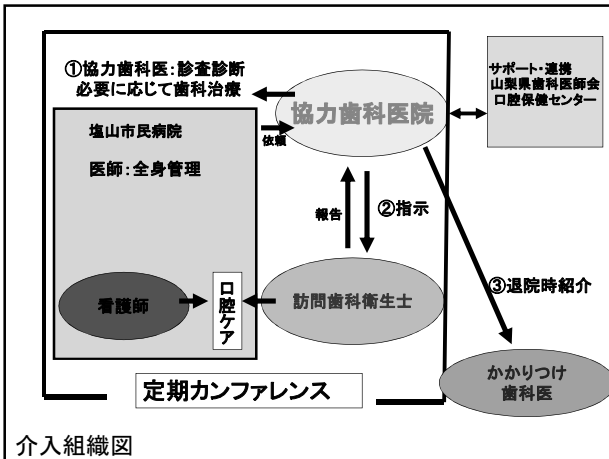 ①協力歯科医:診査診断
必要に応じて歯科治療
協力歯科医院
サポート・連携
山梨県歯科医師会
口腔保健センター
塩山市民病院
依頼
医師:全身管理
報告
②指示
看護師
口腔ケア
訪問歯科衛生士
③退院時紹介
かかりつけ
歯科医
定期カンファレンス
介入組織図